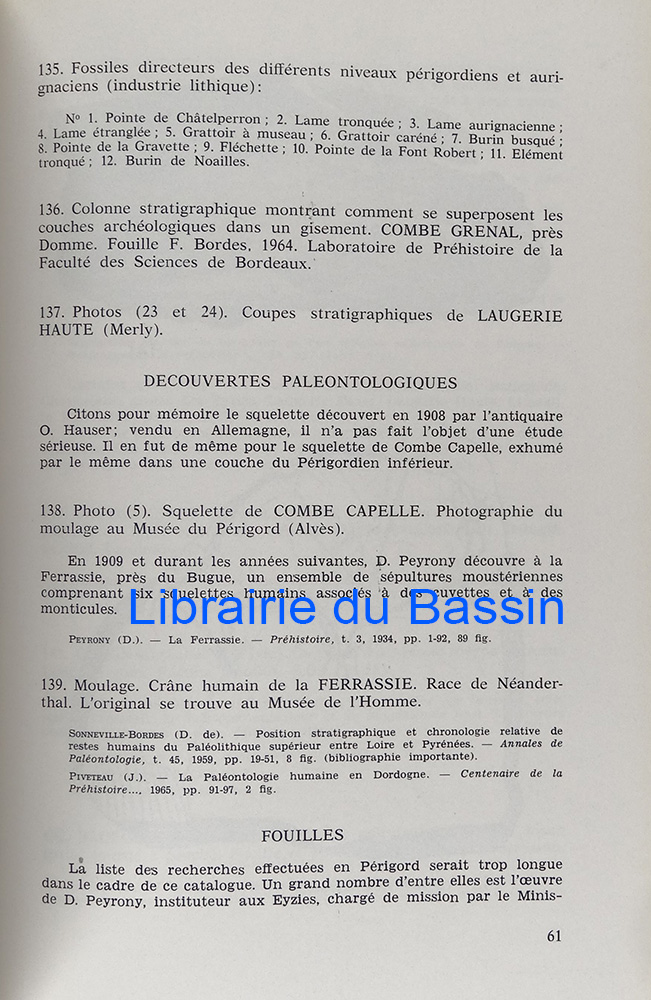 135. Fossiles directeurs des différents niveaux périgordiens et auri-
gnaciens (industrie lithique) :
N° 1. Pointe de Châtelperron ; 2. Lame tronquée ; 3. Lame aurignacienne ;
4. Lame étranglée ; 5. Grattoir à museau ; 6. Grattoir caréné ; 7. Burin busqué ;
8. Pointe de la Gravette ; 9. Fléchette ; 10. Pointe de la Font Robert ; 11. Elément
tronqué ; 12. Burin de Noailles.
136. Colonne stratigraphique montrant comment se superposent les
couches archéologiques dans un gisement. COMBE GRENAL, près
Domme. Fouille F. Bordes, 1964. Laboratoire de Préhistoire de la
Faculté des Sciences de Bordeaux.
137. Photos (23 et 24). Coupes stratigraphiques de LAUGERIE
HAUTE (Merly).
DECOUVERTES PALEONTOLOGIQUES
Citons pour mémoire le squelette découvert en 1908 par l'antiquaire
O. Hauser; vendu en Allemagne, il n'a pas fait l'objet d'une étude
sérieuse. Il en fut de même pour le squelette de Combe Capelle, exhumé
par le même dans une couche du Périgordien inférieur.
138. Photo (5). Squelette de COMBE CAPELLE. Photographie du
moulage au Musée du Périgord (Alvès).
En 1909 et durant les années suivantes, D. Peyrony découvre à la
Ferrassie, près du Bugue, un ensemble de sépultures moustériennes
comprenant six squelettes humains associés à des cuvettes et à des
monticules.
Librairie du Bassin
PEYRONY (D.). — La Ferrassie. — Préhistoire, t. 3, 1934, pp. 1-92, 89 fig.
139. Moulage. Crâne humain de la FERRASSIE. Race de Néander-
thal. L'original se trouve au Musée de l'Homme.
SONNEVILLE-BORDES (D. de). — Position stratigraphique et chronologie relative de
restes humains du Paléolithique supérieur entre Loire et Pyrénées. — Annales de
Paléontologie, t. 45, 1959, pp. 19-51, 8 fig. (bibliographie importante).
PIVETEAU (J.). — La Paléontologie humaine en Dordogne. — Centenaire de la
Préhistoire..., 1965, pp. 91-97, 2 fig.
FOUILLES
La liste des recherches effectuées en Périgord serait trop longue
dans le cadre de ce catalogue. Un grand nombre d'entre elles est l'œuvre
de D. Peyrony, instituteur aux Eyzies, chargé de mission par le Minis-
61